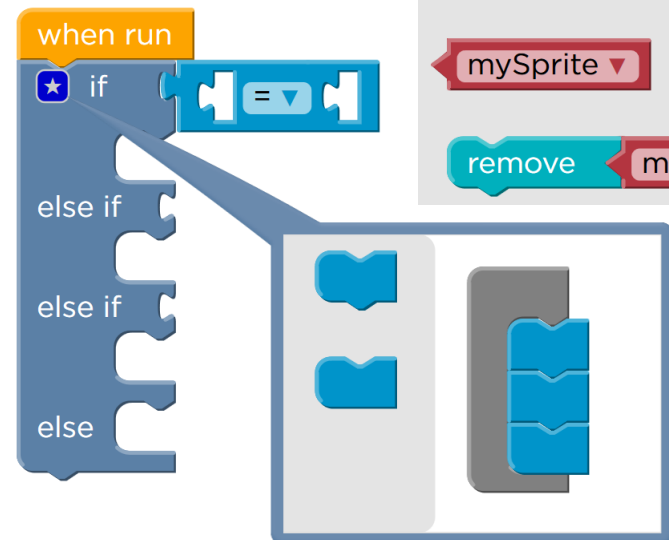 when run
if
= ▼
else if
else if
else
mySprite ▼
remove m